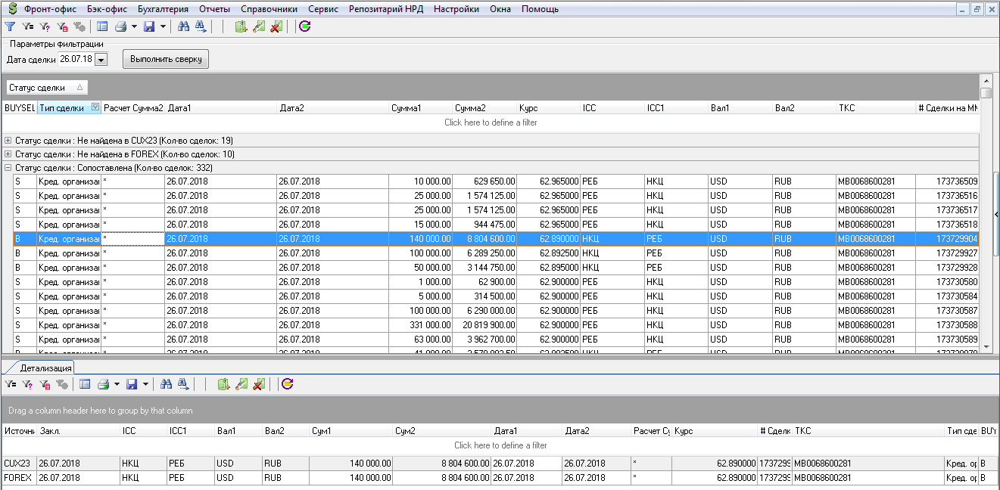 Фронт-офис Бэк-офис Бухгалтерия Отчеты Справочники Сервис Репозитарий НРД Настройки Окна Помощь
Параметры фильтрации
Дата сделки 26.07.18 Выполнить сверку
Статус сделки
BUYSEL Тип сделки Расчет Сумма2 Дата1 Дата2 Сумма1 Сумма2 Курс ICC ICC1 Вал1 Вал2 ТКС # Сделки на ММ
Click here to define a filter
Статус сделки : Не найдена в CUX23 (Кол-во сделок: 19)
Статус сделки : Не найдена в FOREX (Кол-во сделок: 10)
Статус сделки : Сопоставлена (Кол-во сделок: 332)
S Кред. организа * 26.07.2018 26.07.2018 10 000.00 629 650.00 62.965000 РЕБ НКЦ USD RUB MB0068600281 173736509
S Кред. организа * 26.07.2018 26.07.2018 25 000.00 1 574 125.00 62.965000 РЕБ НКЦ USD RUB MB0068600281 173736516
S Кред. организа * 26.07.2018 26.07.2018 25 000.00 1 574 125.00 62.965000 РЕБ НКЦ USD RUB MB0068600281 173736517
S Кред. организа * 26.07.2018 26.07.2018 15 000.00 944 475.00 62.965000 РЕБ НКЦ USD RUB MB0068600281 173736518
B Кред. организа * 26.07.2018 26.07.2018 140 000.00 8 804 600.00 62.890000 НКЦ РЕБ USD RUB MB0068600281 173729904
B Кред. организа * 26.07.2018 26.07.2018 100 000.00 6 289 250.00 62.892500 НКЦ РЕБ USD RUB MB0068600281 173729927
B Кред. организа * 26.07.2018 26.07.2018 50 000.00 3 144 750.00 62.895000 НКЦ РЕБ USD RUB MB0068600281 173729928
S Кред. организа * 26.07.2018 26.07.2018 1 000.00 62 900.00 62.900000 РЕБ НКЦ USD RUB MB0068600281 173730580
S Кред. организа * 26.07.2018 26.07.2018 5 000.00 314 500.00 62.900000 РЕБ НКЦ USD RUB MB0068600281 173730584
S Кред. организа * 26.07.2018 26.07.2018 100 000.00 6 290 000.00 62.900000 РЕБ НКЦ USD RUB MB0068600281 173730587
S Кред. организа * 26.07.2018 26.07.2018 331 000.00 20 819 900.00 62.900000 РЕБ НКЦ USD RUB MB0068600281 173730588
S Кред. организа * 26.07.2018 26.07.2018 63 000.00 3 962 700.00 62.900000 РЕБ НКЦ USD RUB MB0068600281 173730589
Детализация
Drag a column header here to group by that column
Источни Закл. ICC ICC1 Вал1 Вал2 Сум1 Сум2 Дата1 Дата2 Расчет Су Курс # Сделк ТКС Тип сде BUY
Click here to define a filter
CUX23 26.07.2018 НКЦ РЕБ USD RUB 140 000.00 8 804 600.00 26.07.2018 26.07.2018 * 62.890000 1737299 MB0068600281 Кред. ор B
FOREX 26.07.2018 НКЦ РЕБ USD RUB 140 000.00 8 804 600.00 26.07.2018 26.07.2018 * 62.890000 1737299 MB0068600281 Кред. ор B